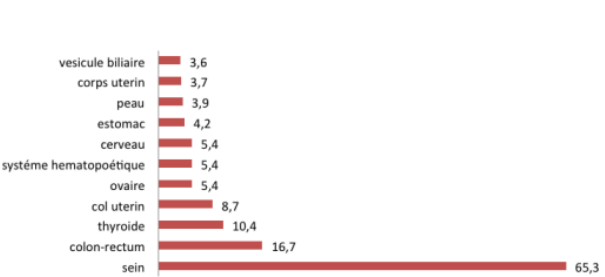 vesicule biliaire 3,6
corps uterin 3,7
peau 3,9
estomac 4,2
cerveau 5,4
systéme hematopoétique 5,4
ovaire 5,4
col uterin 8,7
thyroide 10,4
colon-rectum 16,7
sein 65,3